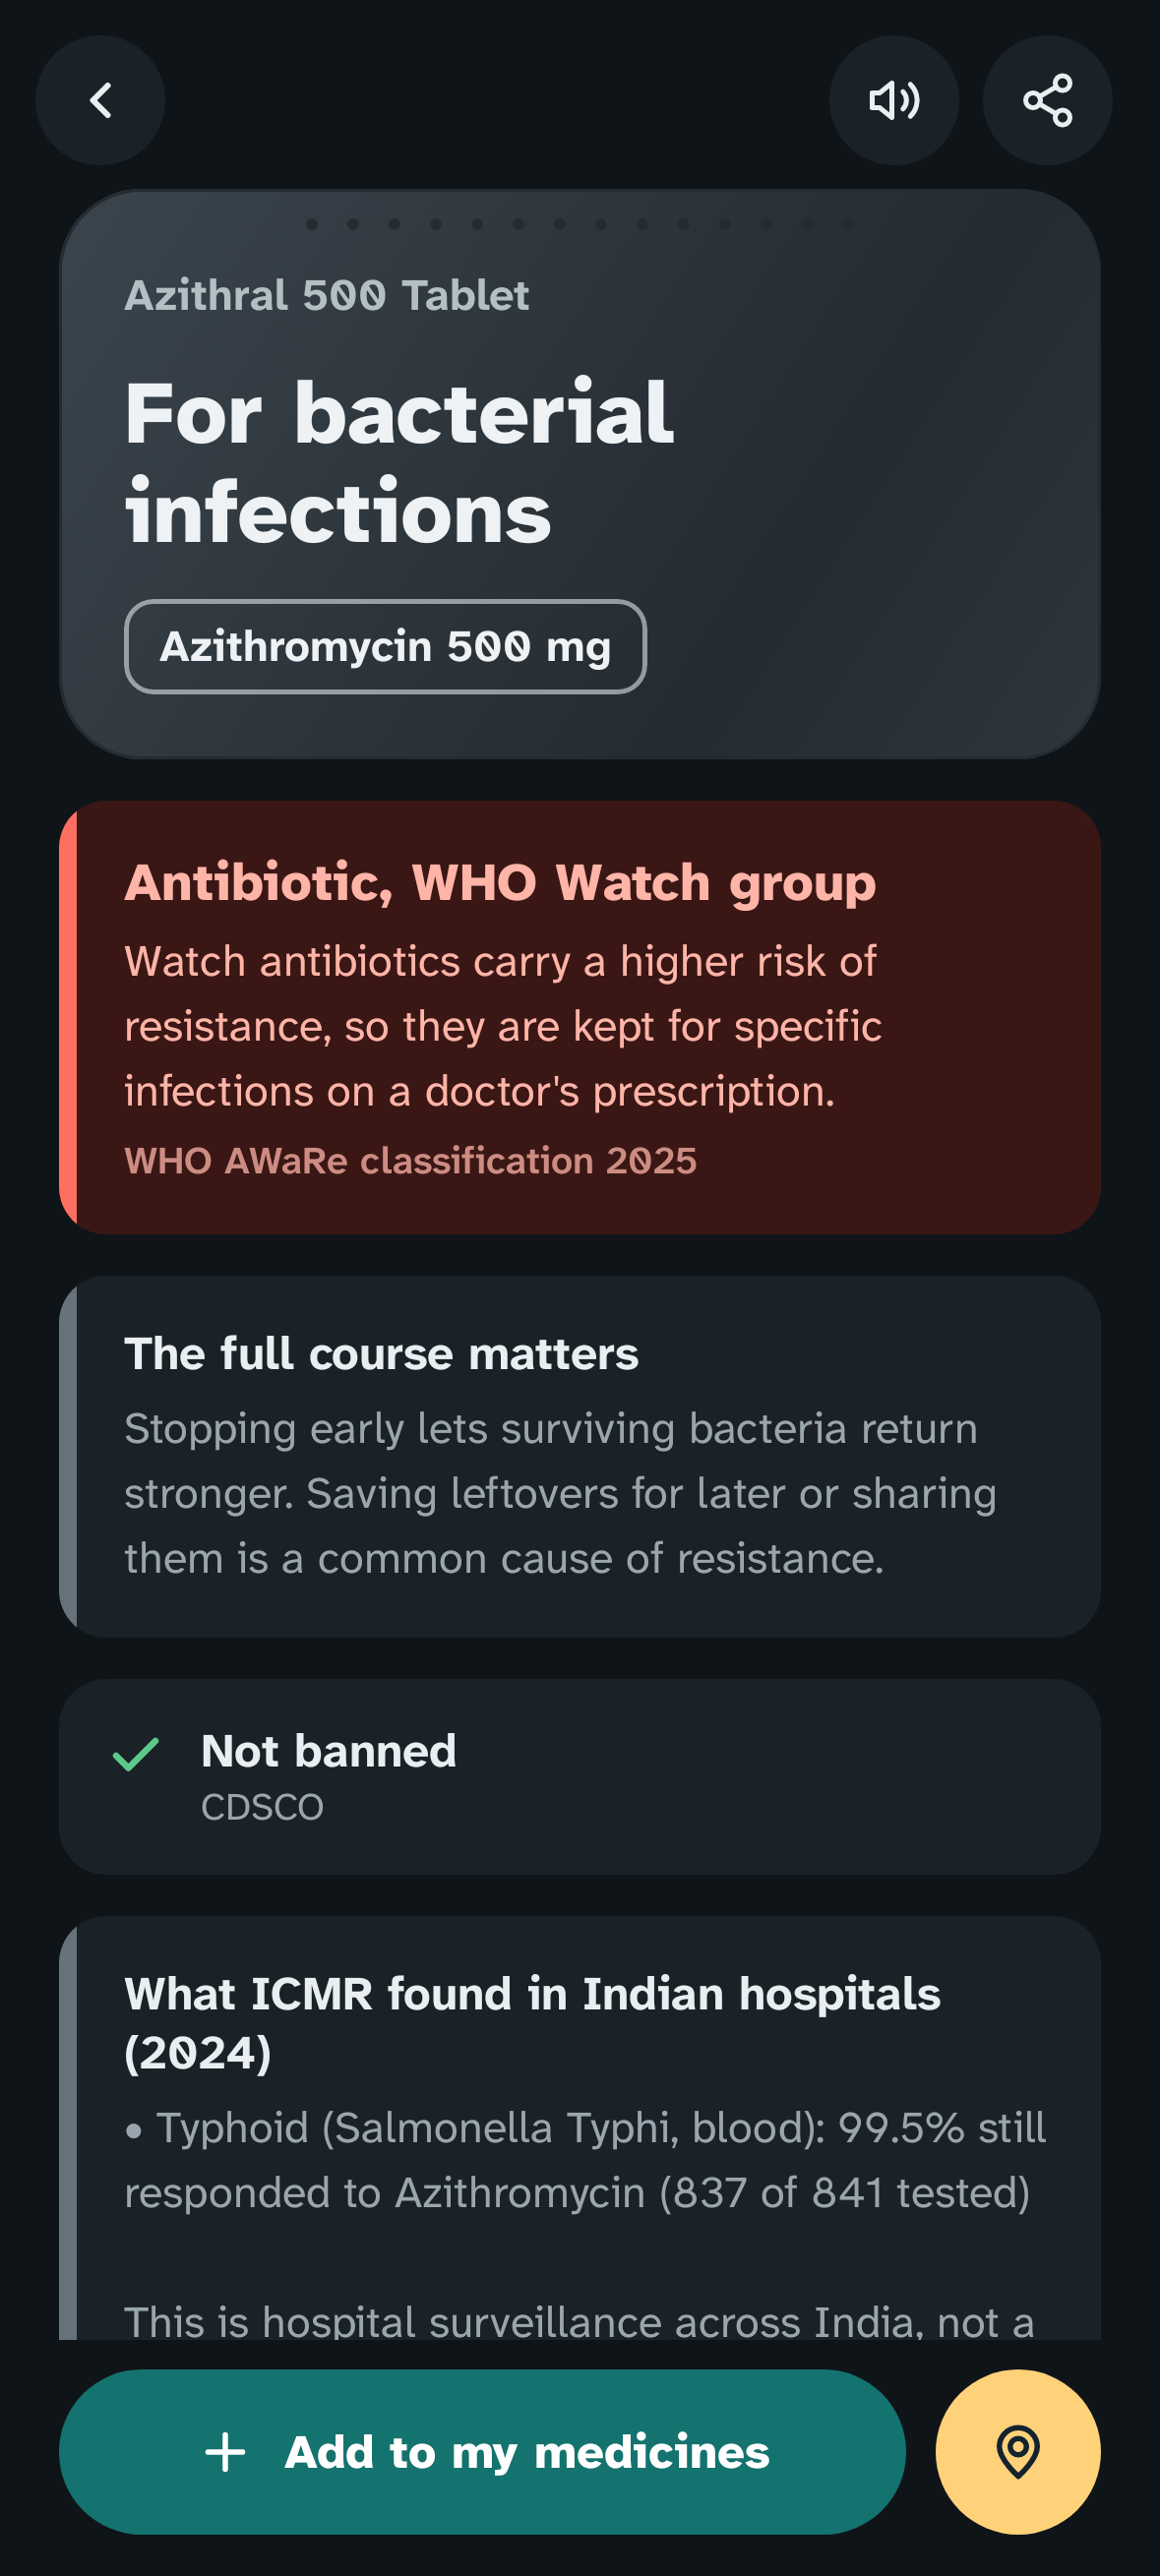 Azithral 500 Tablet
For bacterial
infections
Azithromycin 500 mg
Antibiotic, WHO Watch group
Watch antibiotics carry a higher risk of
resistance, so they are kept for specific
infections on a doctor's prescription.
WHO AWaRe classification 2025
The full course matters
Stopping early lets surviving bacteria return
stronger. Saving leftovers for later or sharing
them is a common cause of resistance.
Not banned
CDSCO
What ICMR found in Indian hospitals
(2024)
• Typhoid (Salmonella Typhi, blood): 99.5% still
responded to Azithromycin (837 of 841 tested)
This is hospital surveillance across India, not a
Add to my medicines